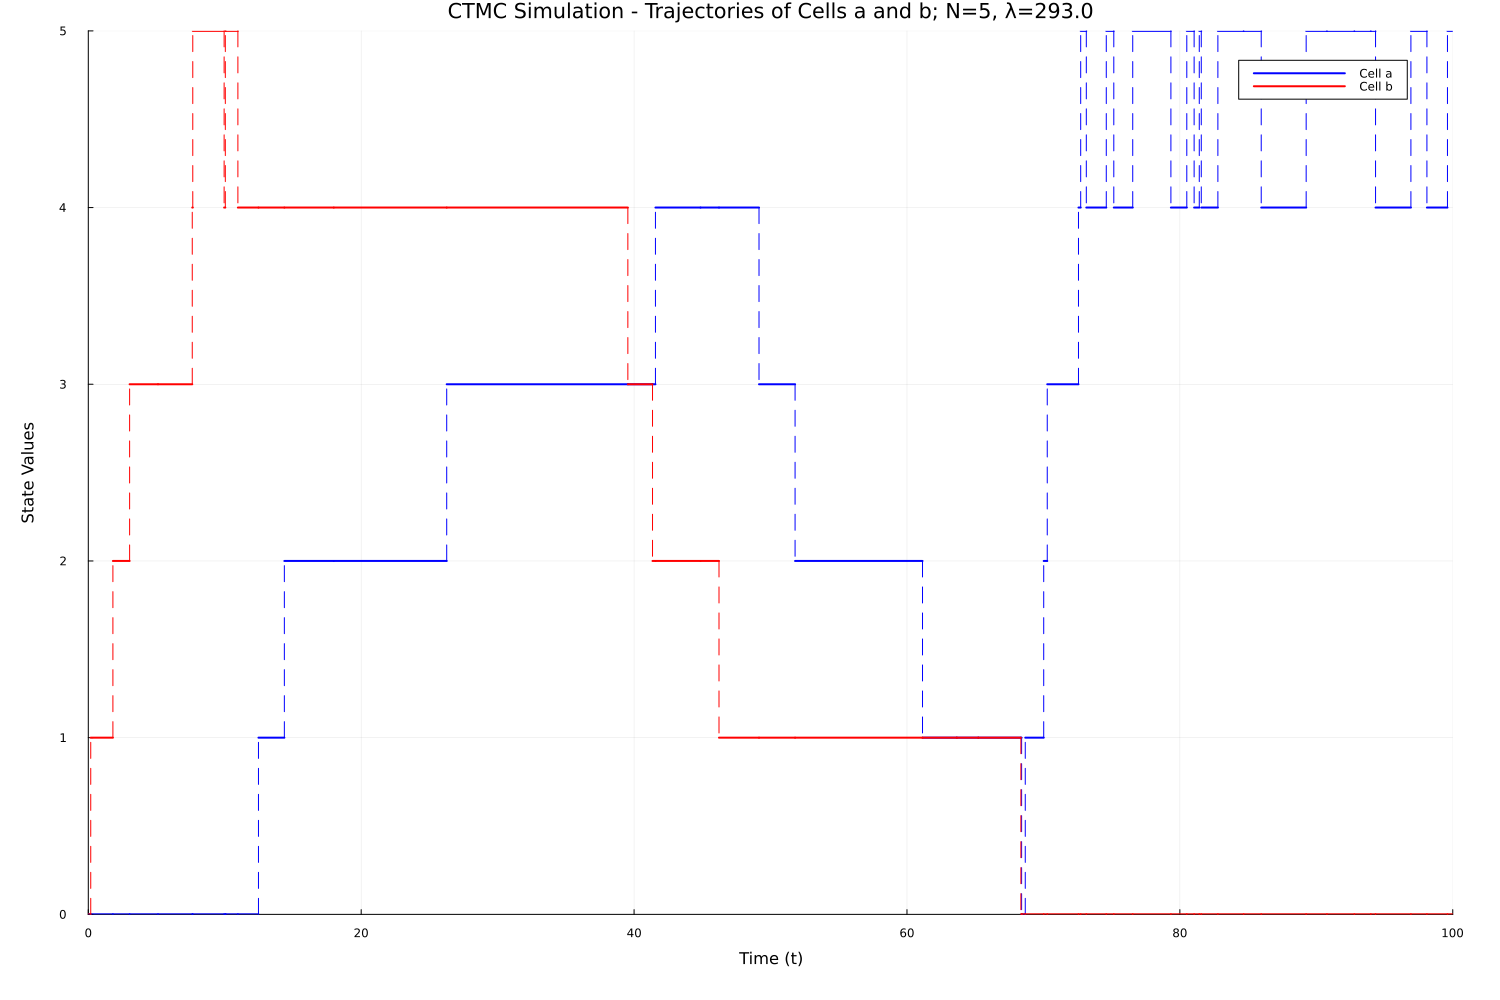 CTMC Simulation - Trajectories of Cells a and b; N=5, λ=293.0
5
Cell a
Cell b
4
3
State Values
2
1
0
0 20 40 60 80 100
Time (t)